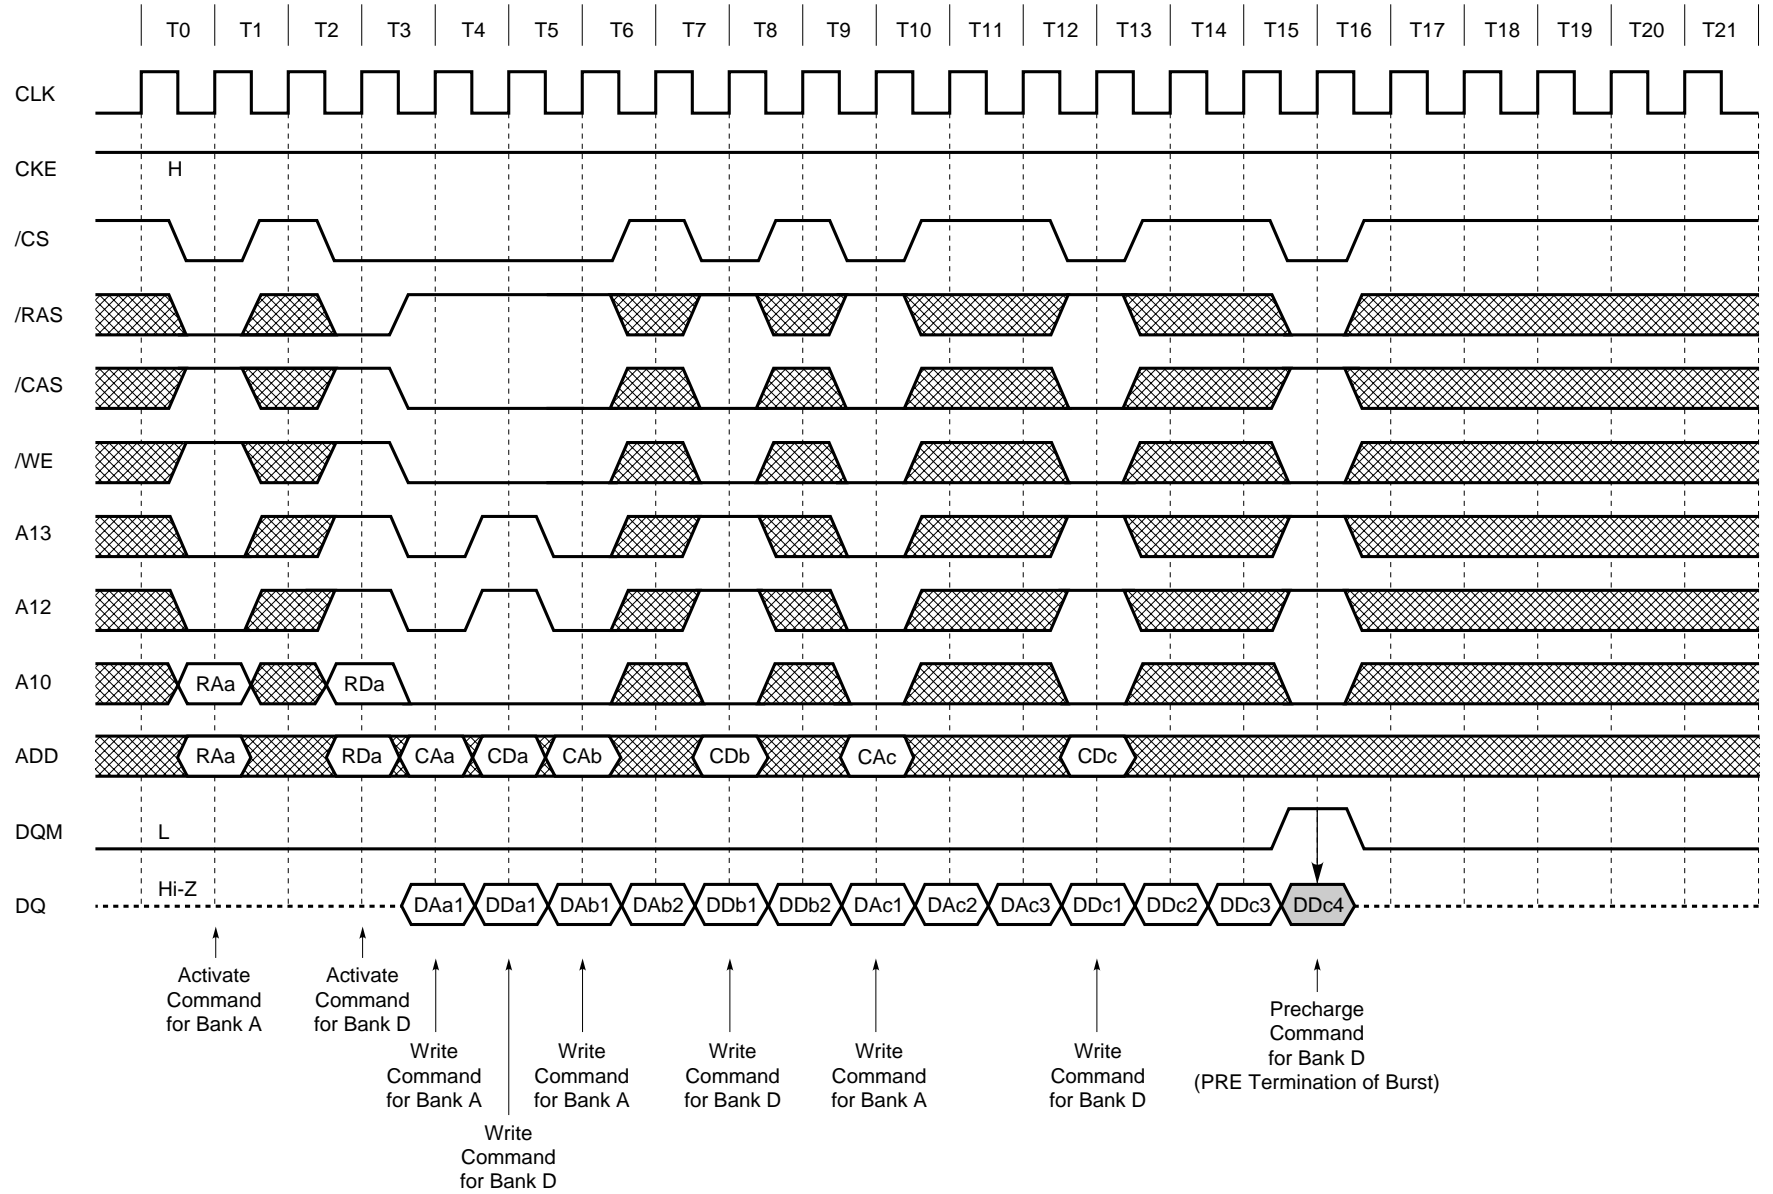 T0 T1 T2 T3 T4 T5 T6 T7 T8 T9 T10 T11 T12 T13 T14 T15 T16 T17 T18 T19 T20 T21
CLK
CKE H
/CS
/RAS
/CAS
/WE
A13
A12
A10 RAa RDa
ADD RAa RDa CAa CDa CAb CDb CAc CDc
DQM L
DQ Hi-Z DAa1 DDa1 DAb1 DAb2 DDb1 DDb2 DAc1 DAc2 DAc3 DDc1 DDc2 DDc3 DDc4
Activate
Command
for Bank A
Activate
Command
for Bank D
Write
Command
for Bank A
Write
Command
for Bank D
Write
Command
for Bank A
Write
Command
for Bank D
Write
Command
for Bank A
Write
Command
for Bank D
Precharge
Command
for Bank D
(PRE Termination of Burst)